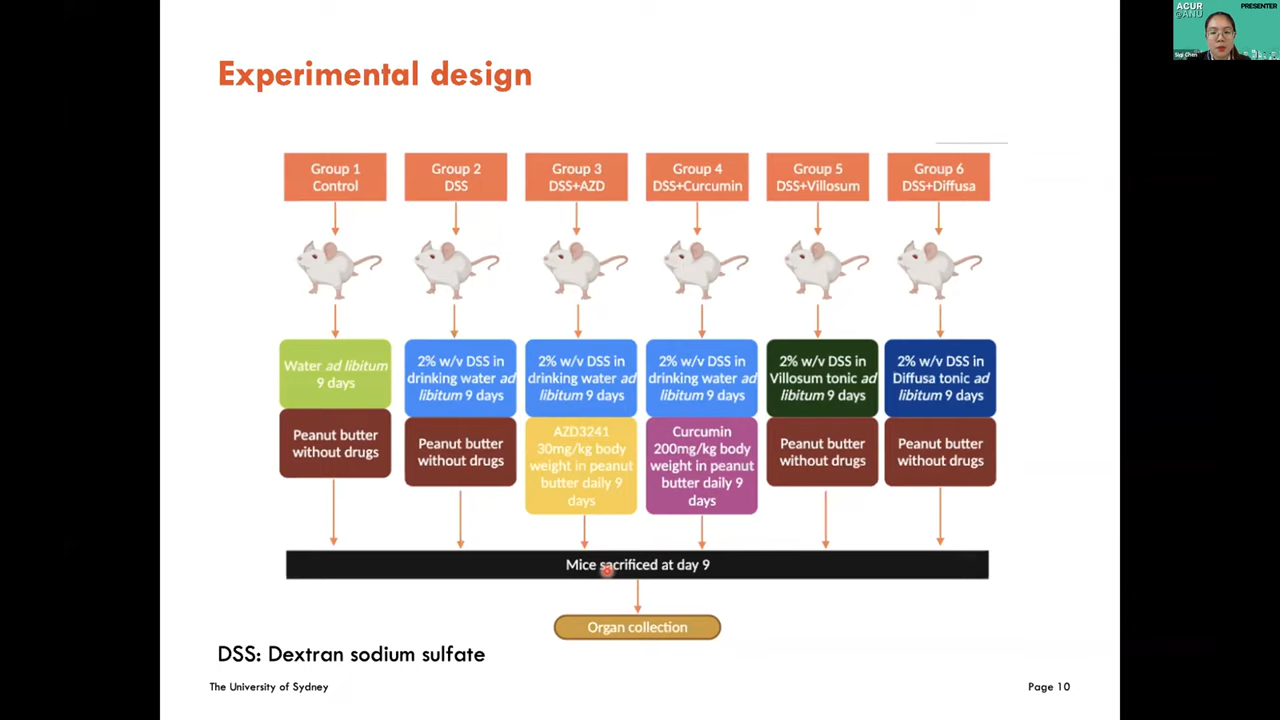 ACUR
@ANU
PRESENTER
Siqi Chen
Experimental design
Group 1
Control
Group 2
DSS
Group 3
DSS+AZD
Group 4
DSS+Curcumin
Group 5
DSS+Villosum
Group 6
DSS+Diffusa
Water ad libitum
9 days
2% w/v DSS in
drinking water ad
libitum 9 days
2% w/v DSS in
drinking water ad
libitum 9 days
2% w/v DSS in
drinking water ad
libitum 9 days
2% w/v DSS in
Villosum tonic ad
libitum 9 days
2% w/v DSS in
Diffusa tonic ad
libitum 9 days
Peanut butter
without drugs
Peanut butter
without drugs
AZD3241
30mg/kg body
weight in peanut
butter daily 9
days
Curcumin
200mg/kg body
weight in peanut
butter daily 9
days
Peanut butter
without drugs
Peanut butter
without drugs
Mice sacrificed at day 9
Organ collection
DSS: Dextran sodium sulfate
The University of Sydney
Page 10